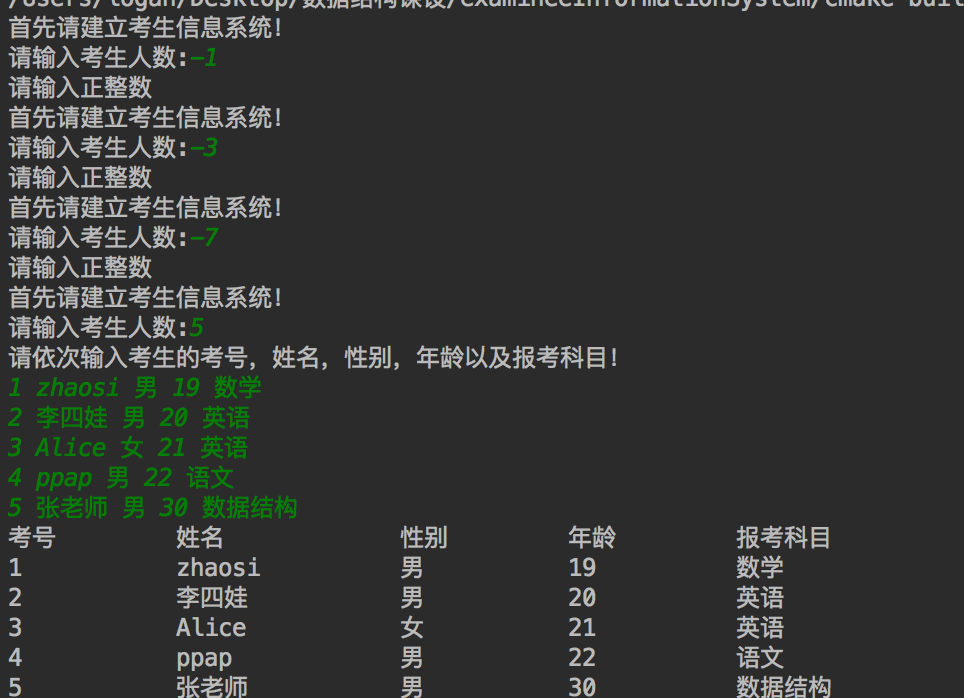 /Users/logan/Desktop/数据结构课设/examineeInformationSystem/cmake-buil
首先请建立考生信息系统!
请输入考生人数:-1
请输入正整数
首先请建立考生信息系统!
请输入考生人数:-3
请输入正整数
首先请建立考生信息系统!
请输入考生人数:-7
请输入正整数
首先请建立考生信息系统!
请输入考生人数:5
请依次输入考生的考号，姓名，性别，年龄以及报考科目!
1 zhaosi 男 19 数学
2 李四娃 男 20 英语
3 Alice 女 21 英语
4 ppap 男 22 语文
5 张老师 男 30 数据结构
考号 姓名 性别 年龄 报考科目
1 zhaosi 男 19 数学
2 李四娃 男 20 英语
3 Alice 女 21 英语
4 ppap 男 22 语文
5 张老师 男 30 数据结构